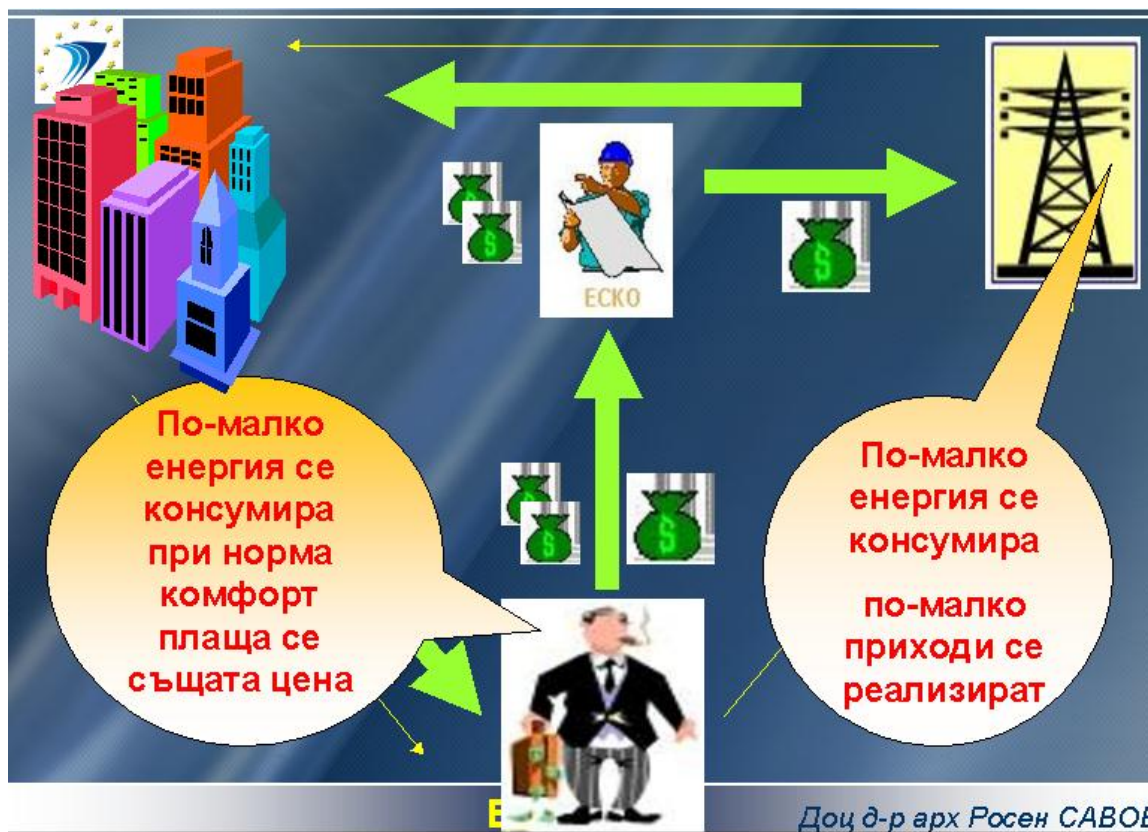 ЕСКО
По-малко
енергия се
консумира
при норма
комфорт
плаща се
същата цена
По-малко
енергия се
консумира
по-малко
приходи се
реализират
Доц д-р арх Росен САВОВ